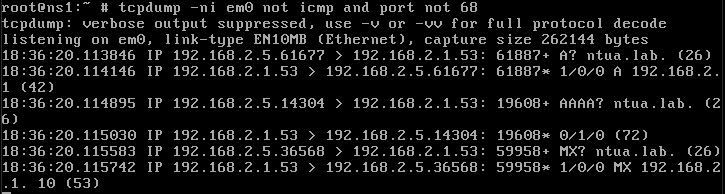 root@ns1:~ # tcpdump -ni em0 not icmp and port not 68
tcpdump: verbose output suppressed, use -v or -vv for full protocol decode
listening on em0, link-type EN10MB (Ethernet), capture size 262144 bytes
18:36:20.113846 IP 192.168.2.5.61677 > 192.168.2.1.53: 61887+ A? ntua.lab. (26)
18:36:20.114146 IP 192.168.2.1.53 > 192.168.2.5.61677: 61887* 1/0/0 A 192.168.2.
1 (42)
18:36:20.114895 IP 192.168.2.5.14304 > 192.168.2.1.53: 19608+ AAAA? ntua.lab. (2
6)
18:36:20.115030 IP 192.168.2.1.53 > 192.168.2.5.14304: 19608* 0/1/0 (72)
18:36:20.115583 IP 192.168.2.5.36568 > 192.168.2.1.53: 59958+ MX? ntua.lab. (26)
18:36:20.115742 IP 192.168.2.1.53 > 192.168.2.5.36568: 59958* 1/0/0 MX 192.168.2
.1. 10 (53)